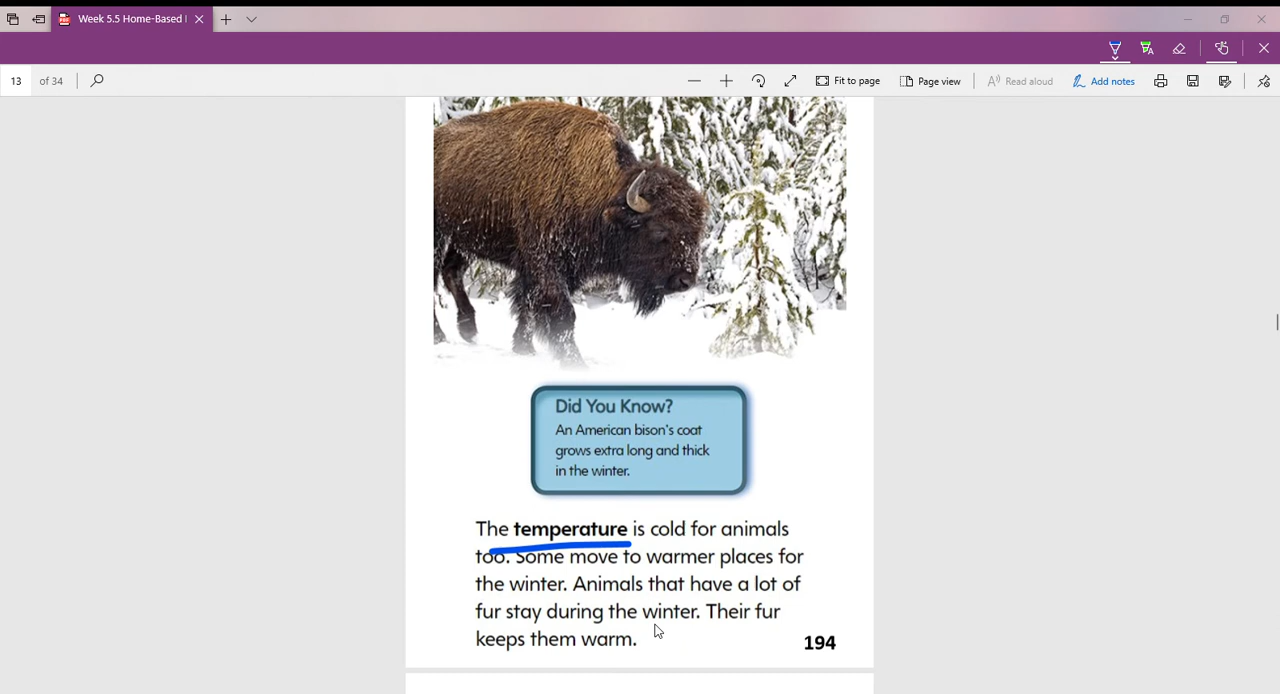 Week 5.5 Home-Based I
13 of 34
Fit to page
Page view
Read aloud
Add notes
Did You Know?
An American bison's coat
grows extra long and thick
in the winter.
The temperature is cold for animals
too. Some move to warmer places for
the winter. Animals that have a lot of
fur stay during the winter. Their fur
keeps them warm.
194